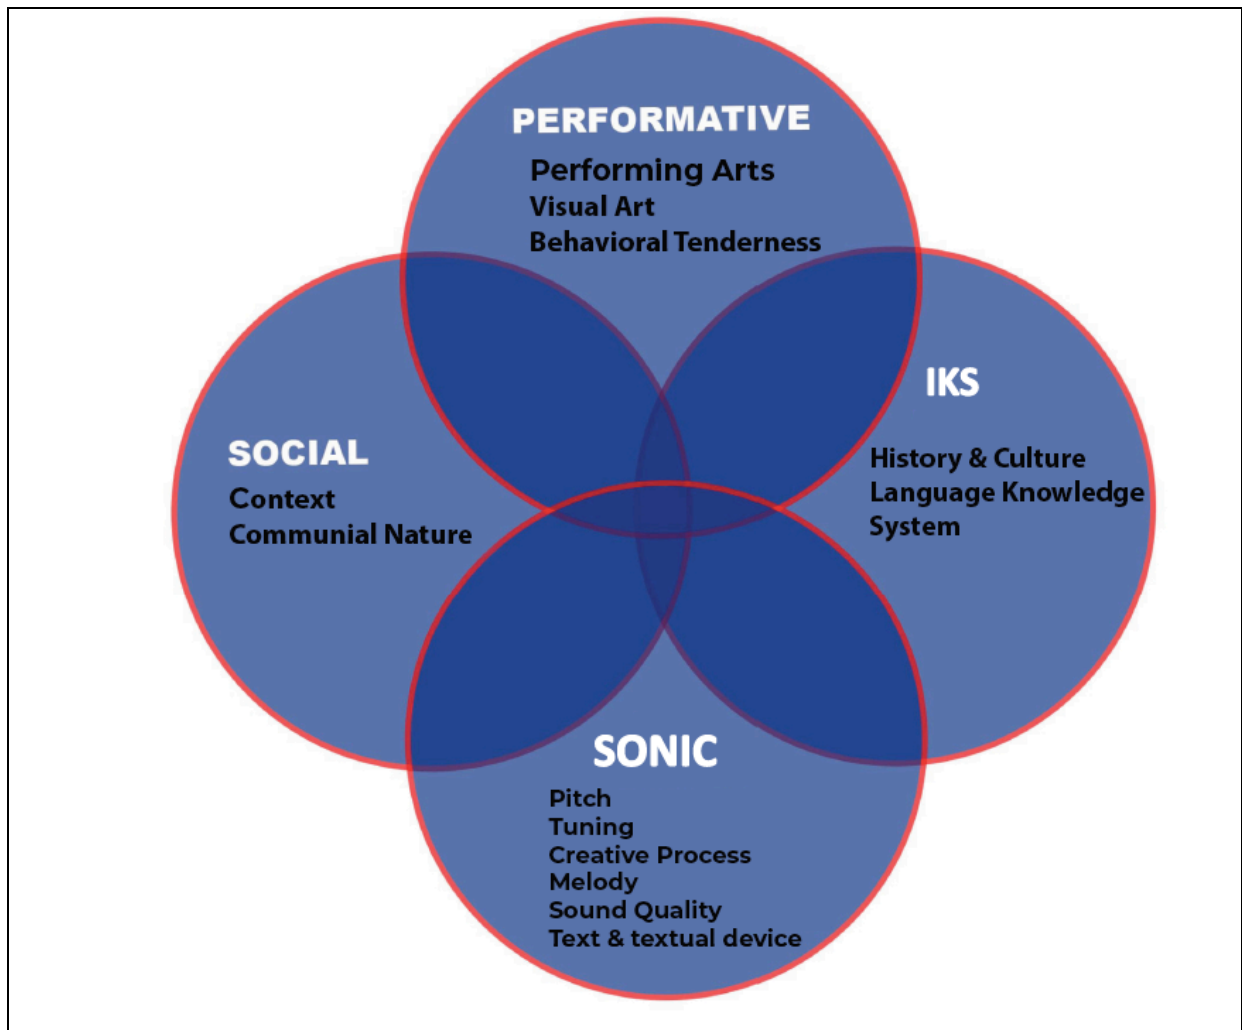 PERFORMATIVE
Performing Arts
Visual Art
Behavioral Tenderness
SOCIAL
Context
Communial Nature
IKS
History & Culture
Language Knowledge
System
SONIC
Pitch
Tuning
Creative Process
Melody
Sound Quality
Text & textual device